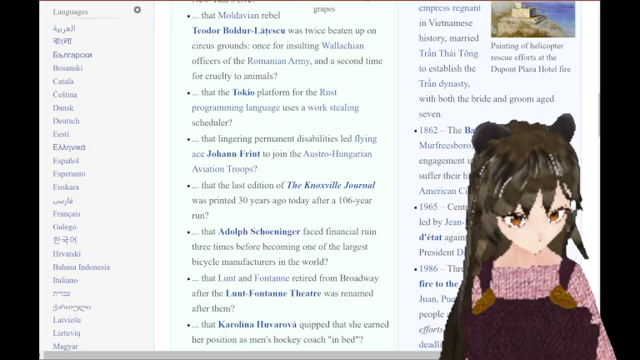 Languages
العربية
বাংলা
Български
Bosanski
Català
Čeština
Dansk
Deutsch
Eesti
Ελληνικά
Español
Esperanto
Euskara
فارسی
Français
Galego
한국어
Hrvatski
Bahasa Indonesia
Italiano
עברית
ქართული
Latviešu
Lietuvių
Magyar
grapes
... that Moldavian rebel
Teodor Boldur-Lățescu was twice beaten up on
circus grounds: once for insulting Wallachian
officers of the Romanian Army, and a second time
for cruelty to animals?
... that the Tokio platform for the Rust
programming language uses a work stealing
scheduler?
... that lingering permanent disabilities led flying
ace Johann Frint to join the Austro-Hungarian
Aviation Troops?
... that the last edition of The Knoxville Journal
was printed 30 years ago today after a 106-year
run?
... that Adolph Schoeninger faced financial ruin
three times before becoming one of the largest
bicycle manufacturers in the world?
... that Lunt and Fontanne retired from Broadway
after the Lunt-Fontanne Theatre was renamed
after them?
... that Karolína Huvarová quipped that she earned
her position as men's hockey coach "in bed"?
empress regnant
in Vietnamese
history, married
Trần Thái Tông
to establish the
Trần dynasty,
with both the bride and groom aged
seven.
Painting of helicopter
rescue efforts at the
Dupont Plaza Hotel fire
1862 – The
Murfreesboro
engagement
suffer their
American
1965 –
led by Jean-
d'état
President
1986 –
fire to the
Juan,
people
efforts